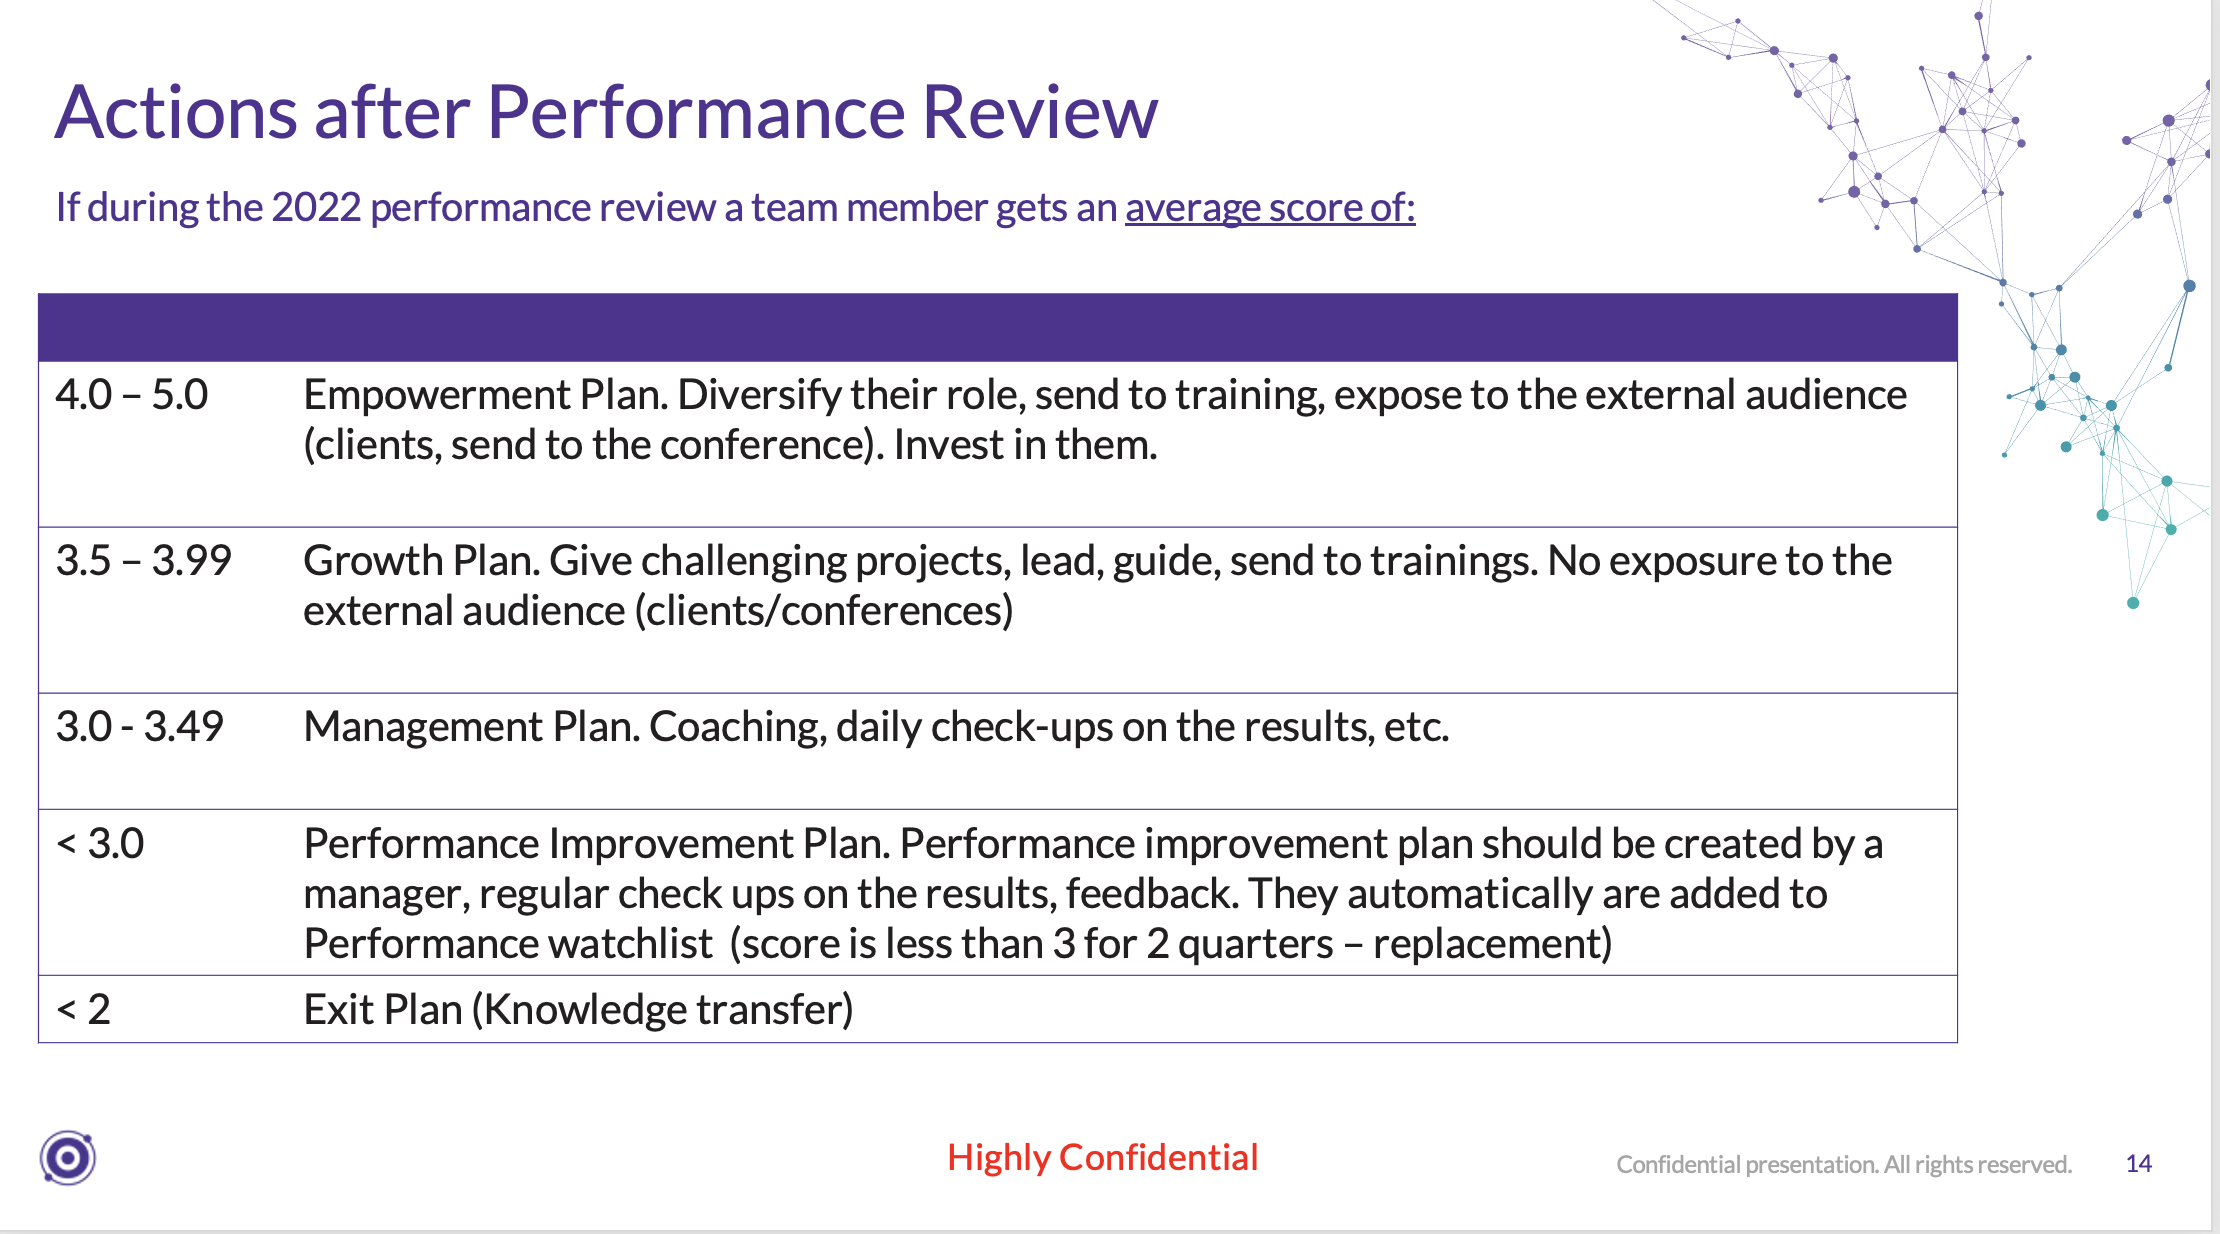 Actions after Performance Review
If during the 2022 performance review a team member gets an average score of:
4.0 – 5.0
Empowerment Plan. Diversify their role, send to training, expose to the external audience
(clients, send to the conference). Invest in them.
3.5 – 3.99
Growth Plan. Give challenging projects, lead, guide, send to trainings. No exposure to the
external audience (clients/conferences)
3.0 - 3.49
Management Plan. Coaching, daily check-ups on the results, etc.
< 3.0
Performance Improvement Plan. Performance improvement plan should be created by a
manager, regular check ups on the results, feedback. They automatically are added to
Performance watchlist  (score is less than 3 for 2 quarters – replacement)
< 2
Exit Plan (Knowledge transfer)
Highly Confidential
Confidential presentation. All rights reserved.
14